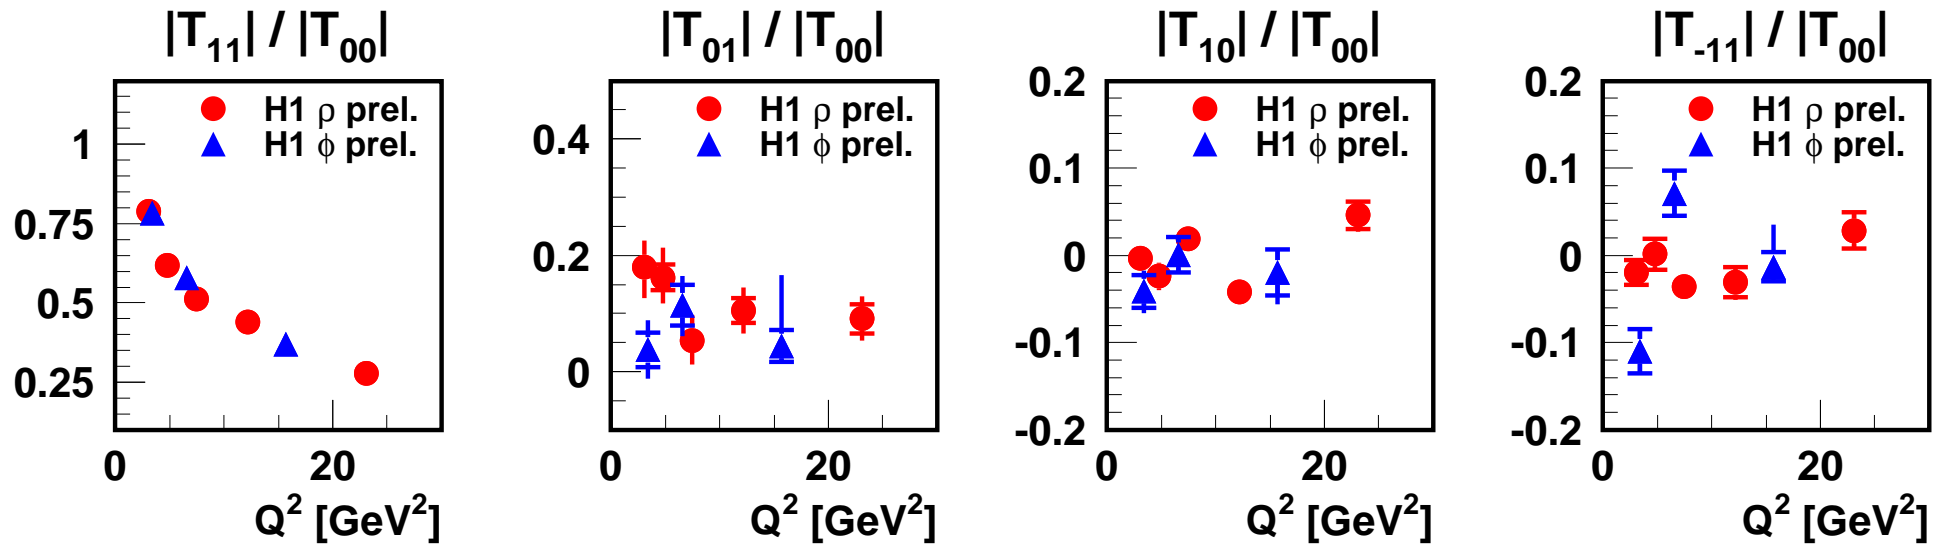 |T₁₁| / |T₀₀|
H1 ρ prel.
H1 ϕ prel.
1
0.75
0.5
0.25
0
20
Q² [GeV²]
|T₀₁| / |T₀₀|
H1 ρ prel.
H1 ϕ prel.
0.4
0.2
0
0
20
Q² [GeV²]
|T₁₀| / |T₀₀|
H1 ρ prel.
H1 ϕ prel.
0.2
0.1
0
-0.1
-0.2
0
20
Q² [GeV²]
|T₋₁₁| / |T₀₀|
H1 ρ prel.
H1 ϕ prel.
0.2
0.1
0
-0.1
-0.2
0
20
Q² [GeV²]